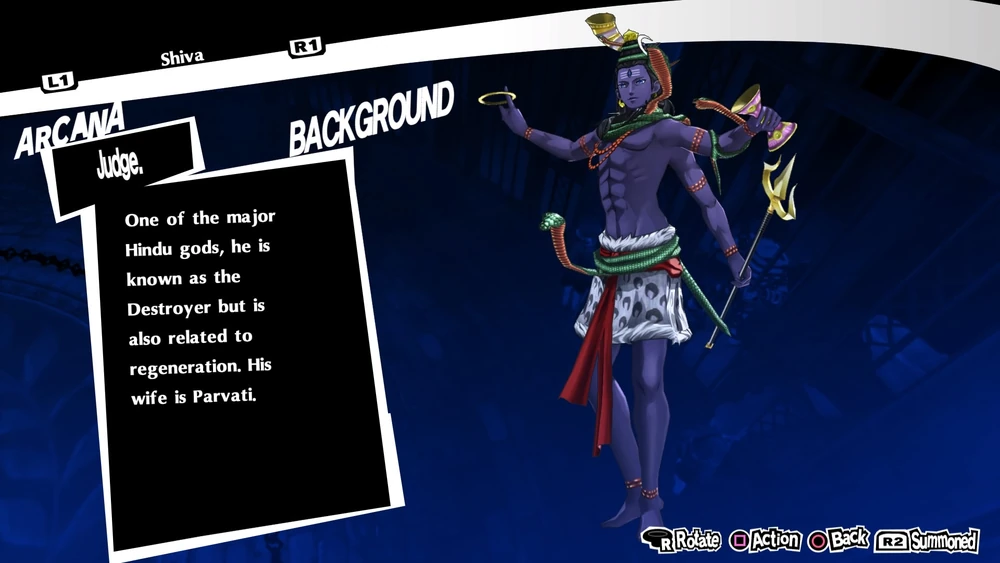 L1
Shiva
R1
ARCANA
Judge.
BACKGROUND
One of the major
Hindu gods, he is
known as the
Destroyer but is
also related to
regeneration. His
wife is Parvati.
R Rotate Action Back R2 Summoned